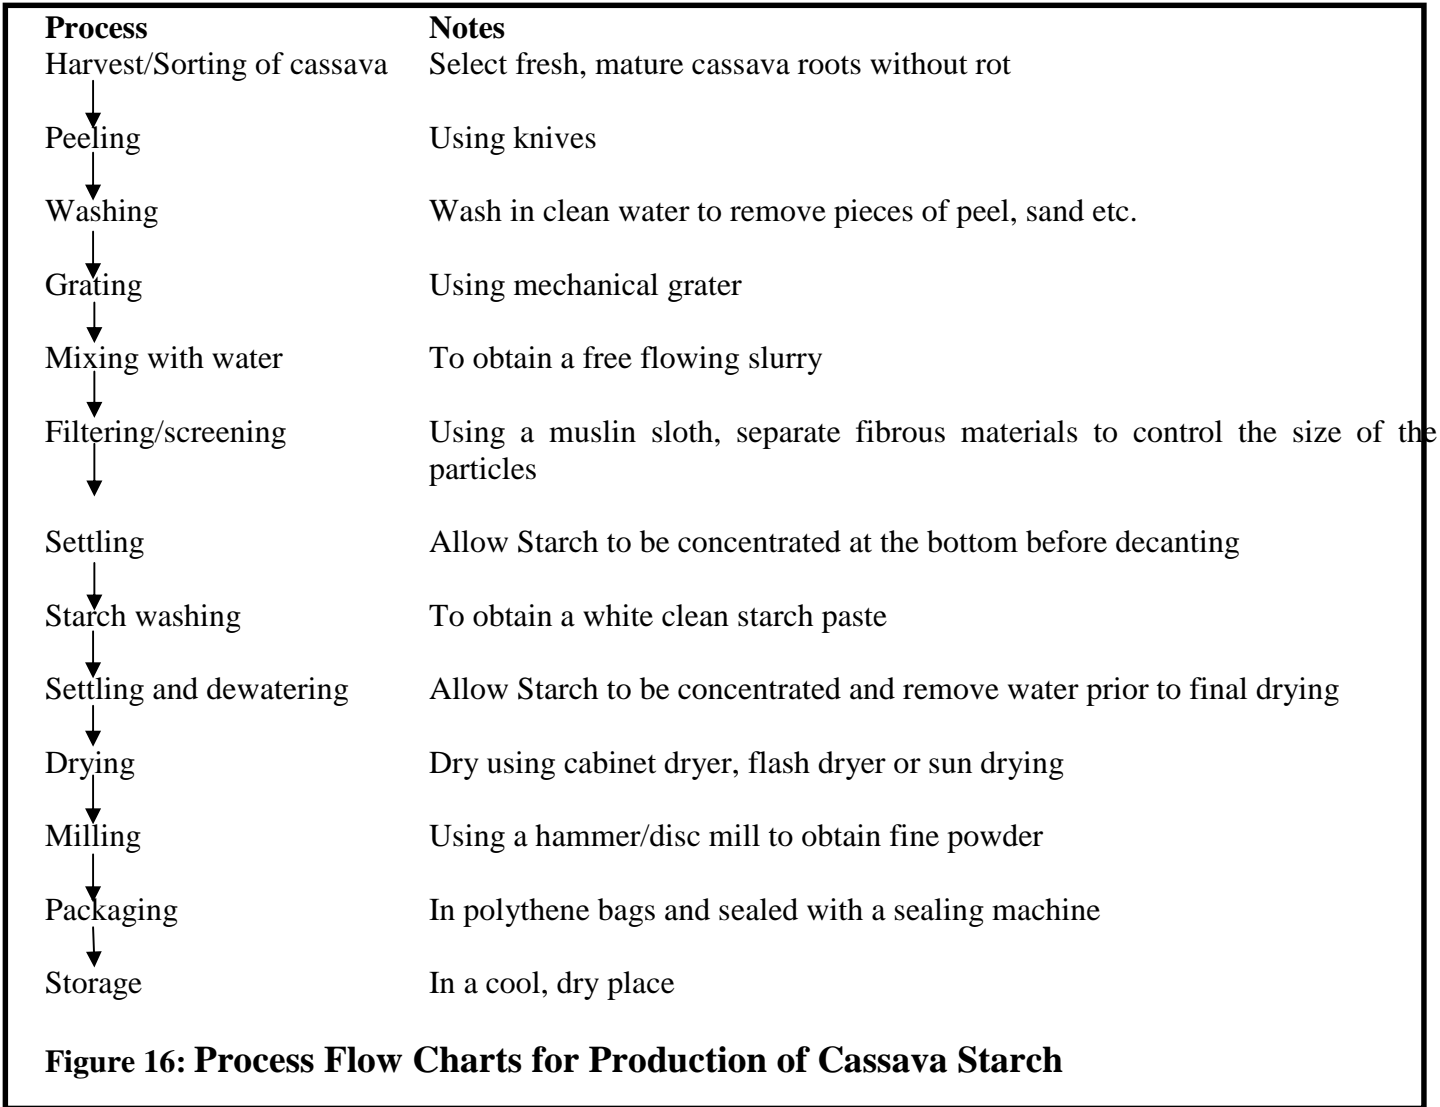 Process Notes
Harvest/Sorting of cassava Select fresh, mature cassava roots without rot
Peeling Using knives
Washing Wash in clean water to remove pieces of peel, sand etc.
Grating Using mechanical grater
Mixing with water To obtain a free flowing slurry
Filtering/screening Using a muslin sloth, separate fibrous materials to control the size of the
particles
Settling Allow Starch to be concentrated at the bottom before decanting
Starch washing To obtain a white clean starch paste
Settling and dewatering Allow Starch to be concentrated and remove water prior to final drying
Drying Dry using cabinet dryer, flash dryer or sun drying
Milling Using a hammer/disc mill to obtain fine powder
Packaging In polythene bags and sealed with a sealing machine
Storage In a cool, dry place
Figure 16: Process Flow Charts for Production of Cassava Starch